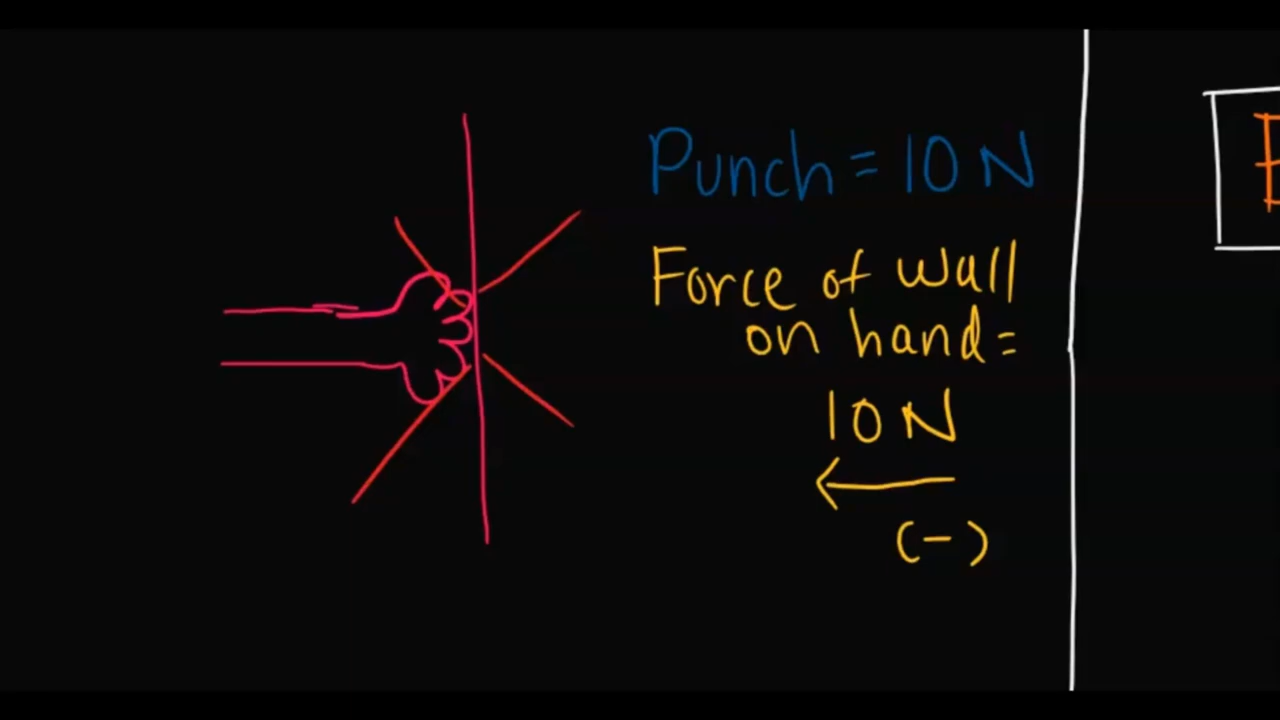 Punch = 10 N
Force of wall
on hand =
10 N
(-)